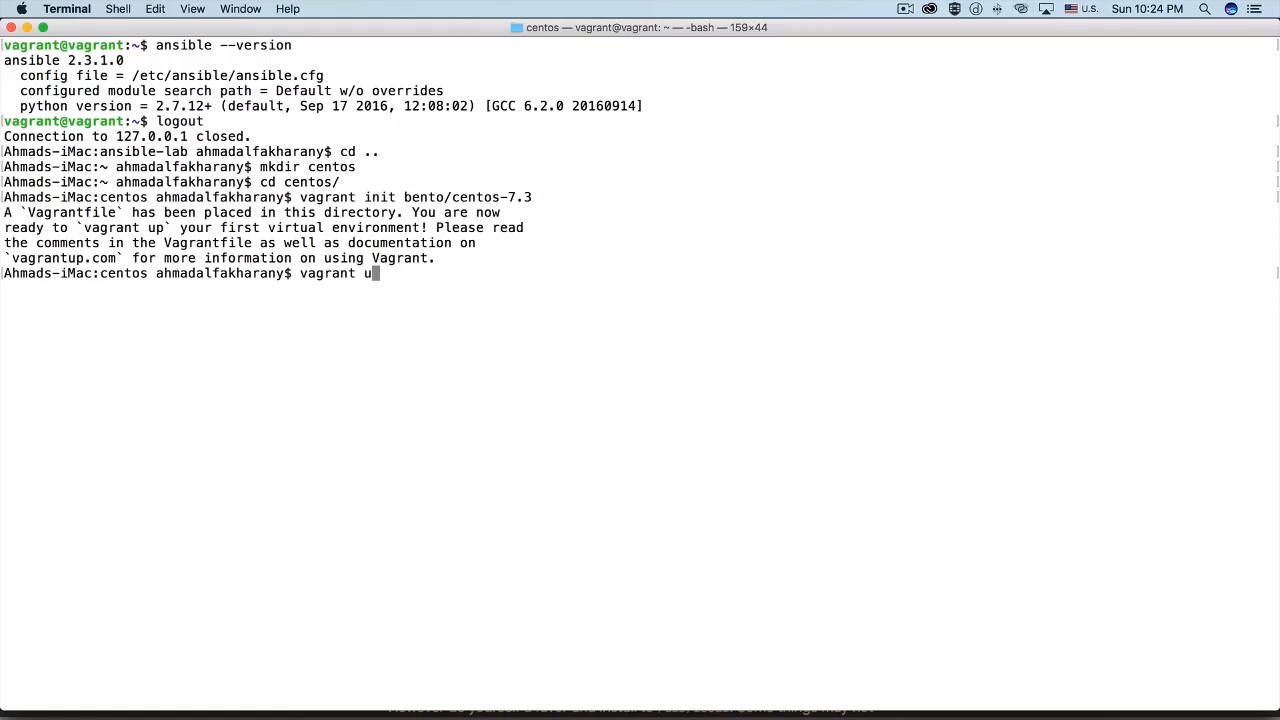 Terminal Shell Edit View Window Help U.S. Sun 10:24 PM
centos — vagrant@vagrant: ~ — -bash — 159×44
vagrant@vagrant:~$ ansible --version
ansible 2.3.1.0
config file = /etc/ansible/ansible.cfg
configured module search path = Default w/o overrides
python version = 2.7.12+ (default, Sep 17 2016, 12:08:02) [GCC 6.2.0 20160914]
vagrant@vagrant:~$ logout
Connection to 127.0.0.1 closed.
Ahmads-iMac:ansible-lab ahmadalfakharany$ cd ..
Ahmads-iMac:~ ahmadalfakharany$ mkdir centos
Ahmads-iMac:~ ahmadalfakharany$ cd centos/
Ahmads-iMac:centos ahmadalfakharany$ vagrant init bento/centos-7.3
A `Vagrantfile` has been placed in this directory. You are now
ready to `vagrant up` your first virtual environment! Please read
the comments in the Vagrantfile as well as documentation on
`vagrantup.com` for more information on using Vagrant.
Ahmads-iMac:centos ahmadalfakharany$ vagrant u